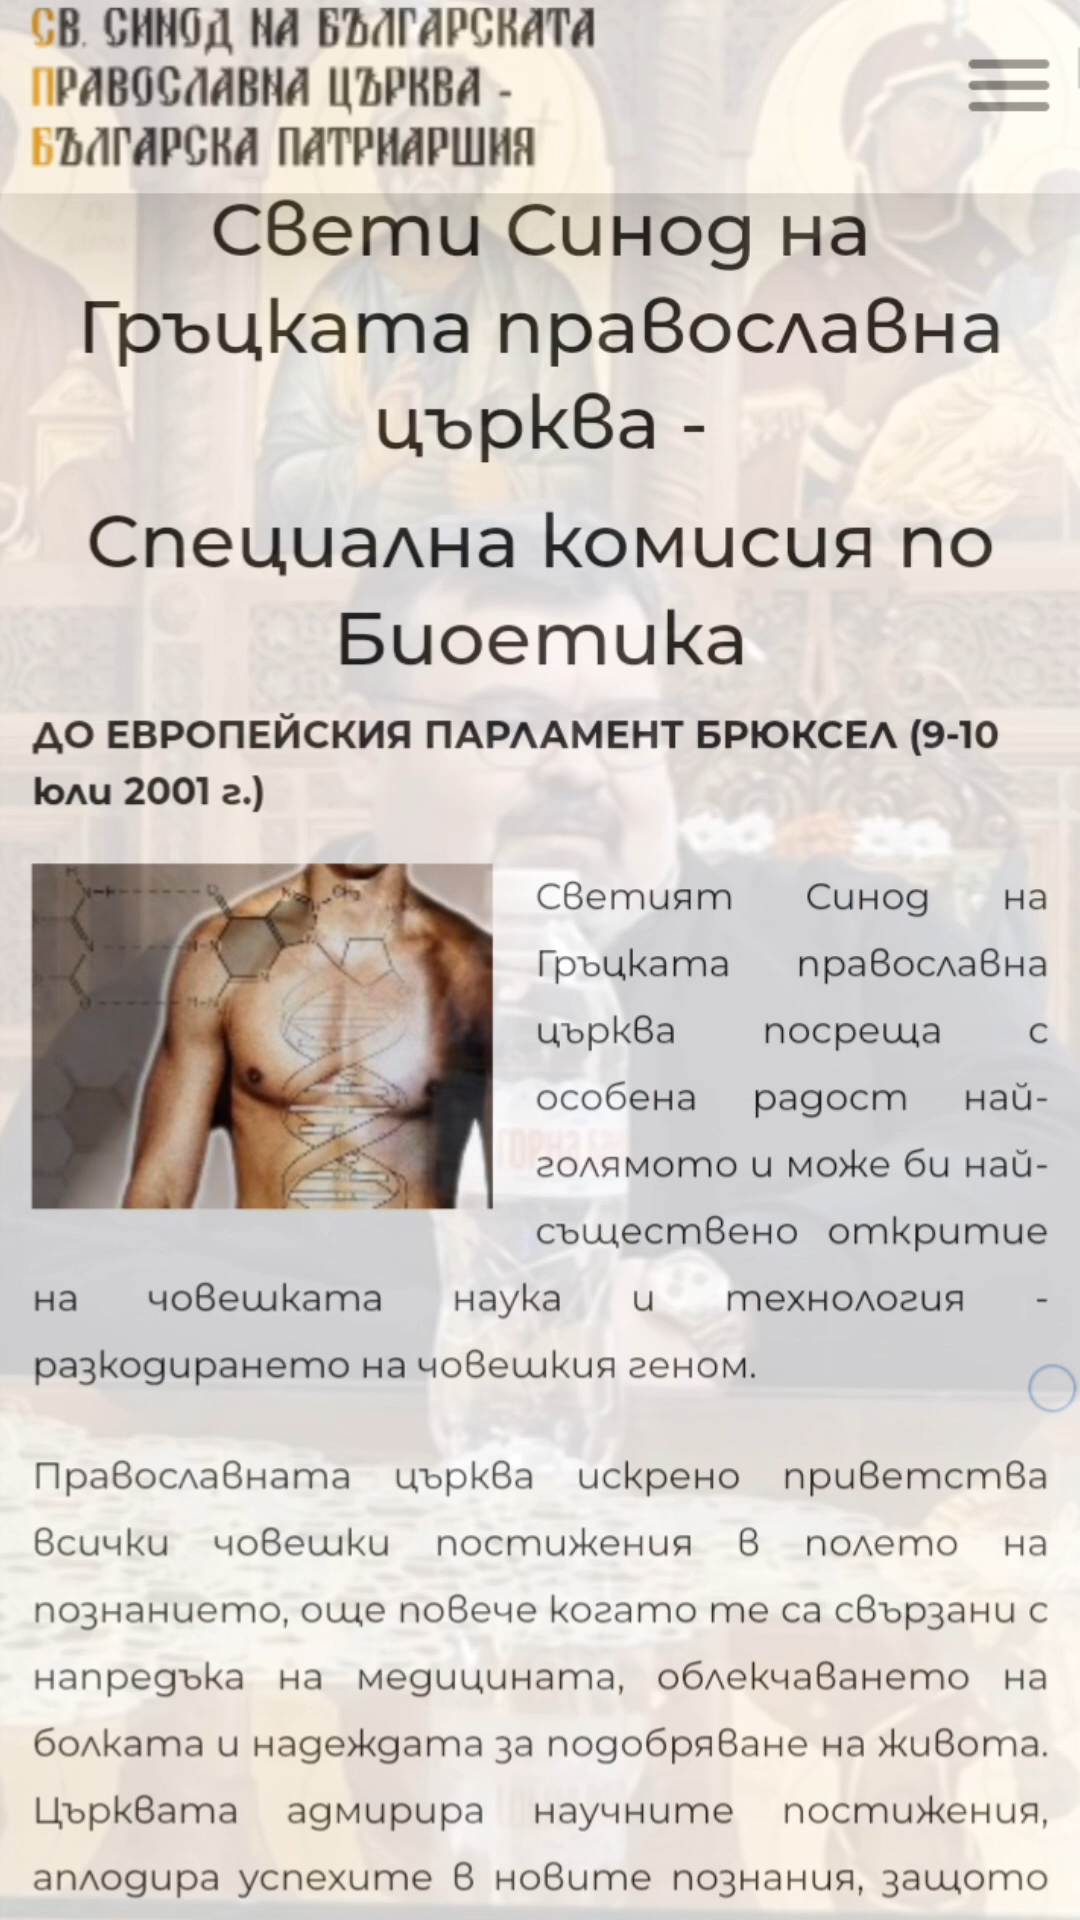 СВ. СИНОД НА БЪЛГАРСКАТА
ПРАВОСЛАВНА ЦЪРКВА -
БЪЛГАРСКА ПАТРИАРШИЯ
Свети Синод на
Гръцката православна
църква -
Специална комисия по
Биоетика
ДО ЕВРОПЕЙСКИЯ ПАРЛАМЕНТ БРЮКСЕЛ (9-10
юли 2001 г.)
Светият Синод на
Гръцката православна
църква посреща с
особена радост най-
голямото и може би най-
съществено откритие
на човешката наука и технология -
разкодирането на човешкия геном.
Православната църква искрено приветства
всички човешки постижения в полето на
познанието, още повече когато те са свързани с
напредъка на медицината, облекчаването на
болката и надеждата за подобряване на живота.
Църквата адмирира научните постижения,
аплодира успехите в новите познания, защото